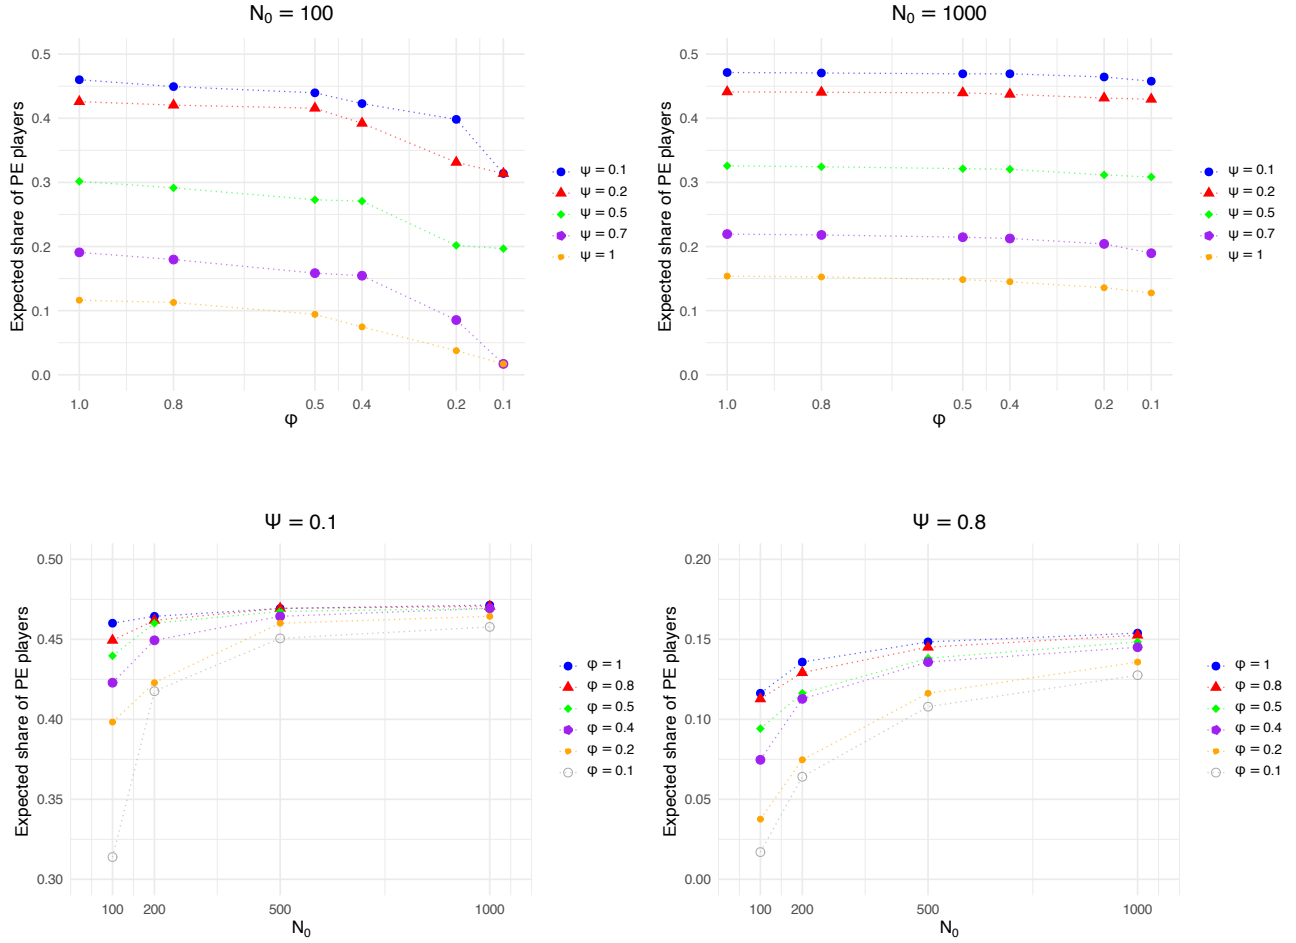 N₀ = 100
Expected share of PE players
0.5
0.4
0.3
0.2
0.1
0.0
1.0 0.8 0.5 0.4 0.2 0.1
φ
ψ = 0.1
ψ = 0.2
ψ = 0.5
ψ = 0.7
ψ = 1
N₀ = 1000
Expected share of PE players
0.5
0.4
0.3
0.2
0.1
0.0
1.0 0.8 0.5 0.4 0.2 0.1
φ
ψ = 0.1
ψ = 0.2
ψ = 0.5
ψ = 0.7
ψ = 1
Ψ = 0.1
Expected share of PE players
0.50
0.45
0.40
0.35
0.30
100 200 500 1000
N₀
φ = 1
φ = 0.8
φ = 0.5
φ = 0.4
φ = 0.2
φ = 0.1
Ψ = 0.8
Expected share of PE players
0.20
0.15
0.10
0.05
0.00
100 200 500 1000
N₀
φ = 1
φ = 0.8
φ = 0.5
φ = 0.4
φ = 0.2
φ = 0.1